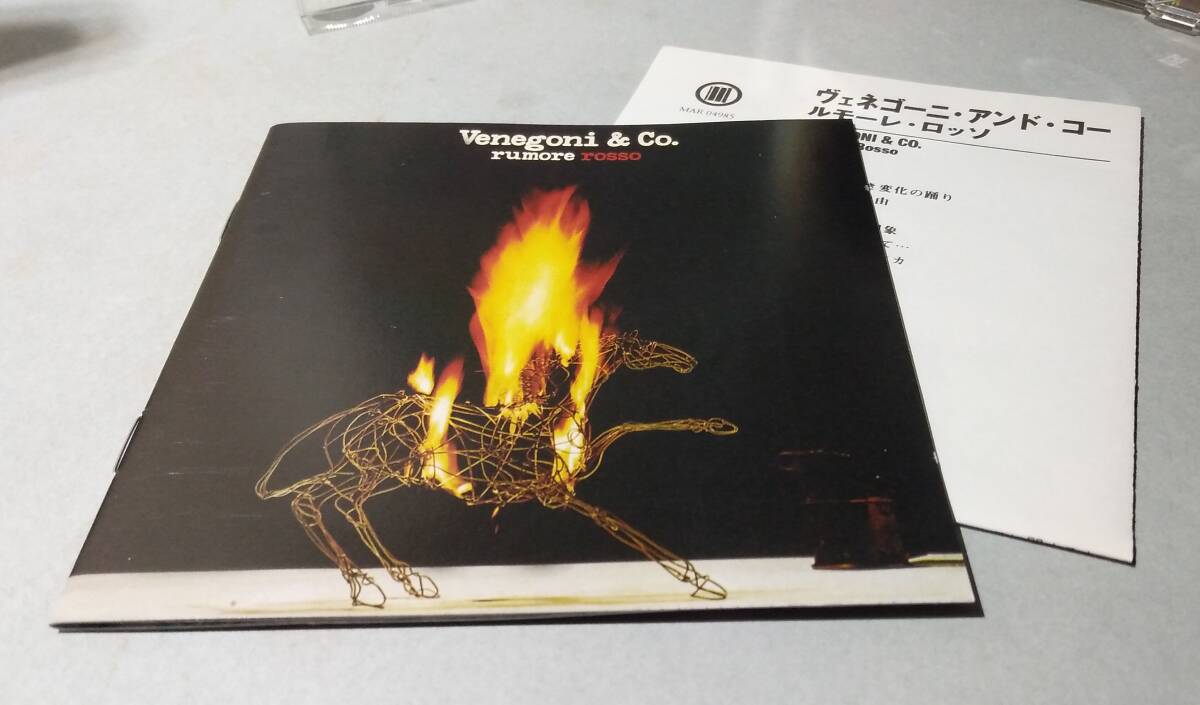 Venegoni & Co.
rumore rosso
MAR 04985
ヴェネゴーニ・アンド・コー
ルモーレ・ロッソ
ONI & CO.
Rosso
変化の踊り
由
象
て…
カ